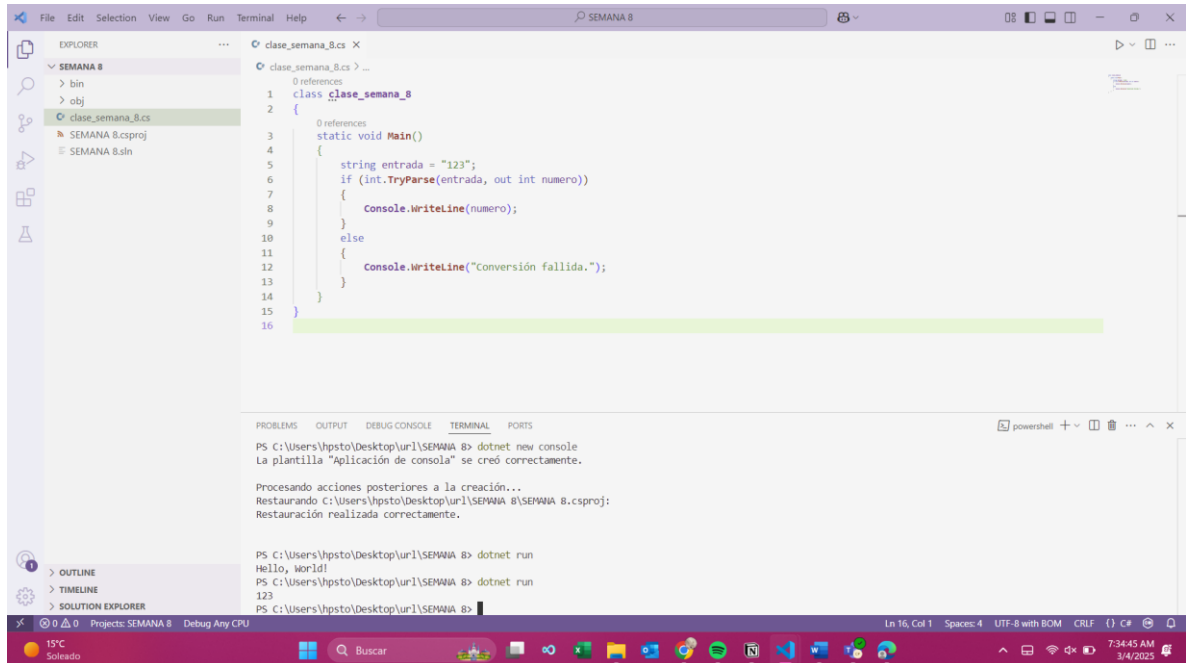 File Edit Selection View Go Run Terminal Help
SEMANA 8
EXPLORER
SEMANA 8
bin
obj
clase_semana_8.cs
SEMANA 8.csproj
SEMANA 8.sln
OUTLINE
TIMELINE
SOLUTION EXPLORER
clase_semana_8.cs
clase_semana_8.cs > ...
0 references
1 class clase_semana_8
2 {
0 references
3 static void Main()
4 {
5 string entrada = "123";
6 if (int.TryParse(entrada, out int numero))
7 {
8 Console.WriteLine(numero);
9 }
10 else
11 {
12 Console.WriteLine("Conversión fallida.");
13 }
14 }
15 }
16
PROBLEMS OUTPUT DEBUG CONSOLE TERMINAL PORTS
powershell
PS C:\Users\hpsto\Desktop\url\SEMANA 8> dotnet new console
La plantilla "Aplicación de consola" se creó correctamente.
Procesando acciones posteriores a la creación...
Restaurando C:\Users\hpsto\Desktop\url\SEMANA 8\SEMANA 8.csproj:
Restauración realizada correctamente.
PS C:\Users\hpsto\Desktop\url\SEMANA 8> dotnet run
Hello, World!
PS C:\Users\hpsto\Desktop\url\SEMANA 8> dotnet run
123
PS C:\Users\hpsto\Desktop\url\SEMANA 8>
0 0 Projects: SEMANA 8 Debug Any CPU
Ln 16, Col 1 Spaces: 4 UTF-8 with BOM CRLF {} C#
15°C
Soleado
Buscar
7:34:45 AM
3/4/2025